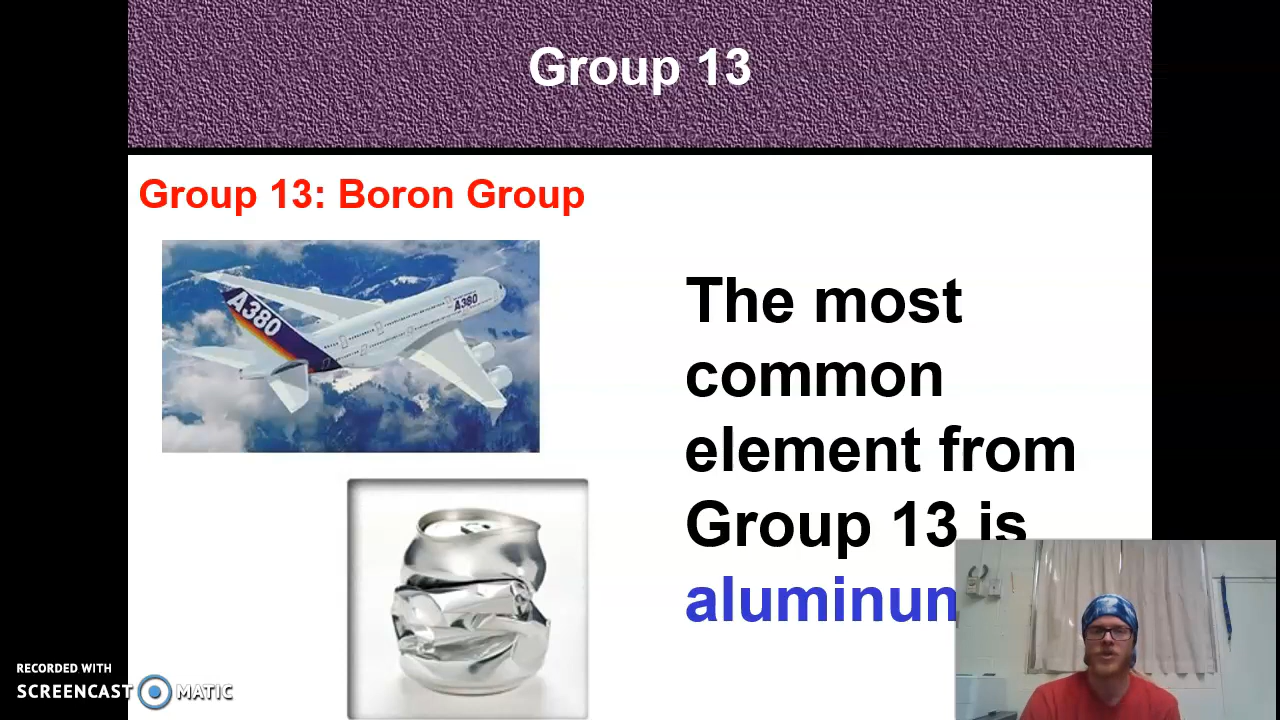 Group 13
Group 13: Boron Group
A380
A380
The most
common
element from
Group 13 is
aluminum
RECORDED WITH
SCREENCAST MATIC